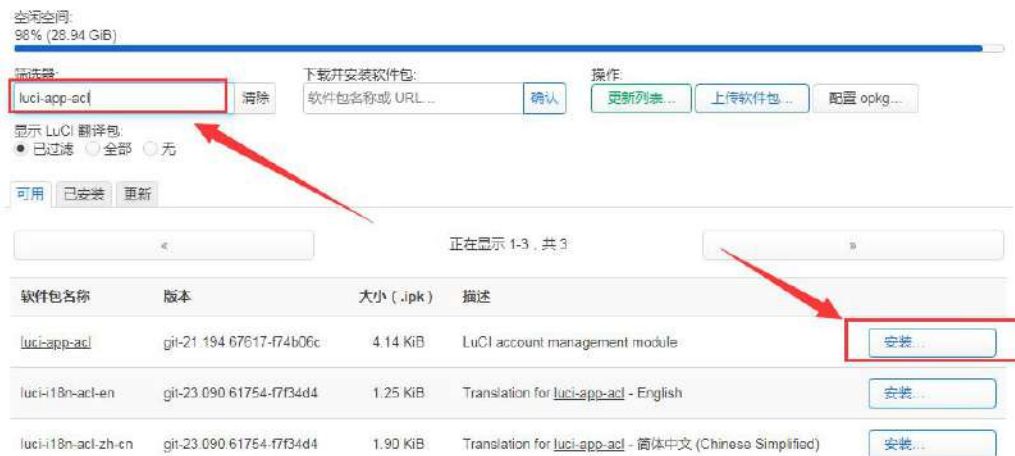 空闲空间:
98% (28.94 GiB)
筛选器: 下载并安装软件包: 操作:
luci-app-acl 清除 软件包名称或 URL... 确认 更新列表... 上传软件包... 配置 opkg...
显示 LuCI 翻译包:
已过滤 全部 无
可用 已安装 更新
« 正在显示 1-3，共 3 »
软件包名称 版本 大小 (.ipk) 描述
luci-app-acl git-21.194.67617-f74b06c 4.14 KiB LuCI account management module 安装...
luci-i18n-acl-en git-23.090.61754-f7f34d4 1.25 KiB Translation for luci-app-acl - English 安装...
luci-i18n-acl-zh-cn git-23.090.61754-f7f34d4 1.90 KiB Translation for luci-app-acl - 简体中文 (Chinese Simplified) 安装...